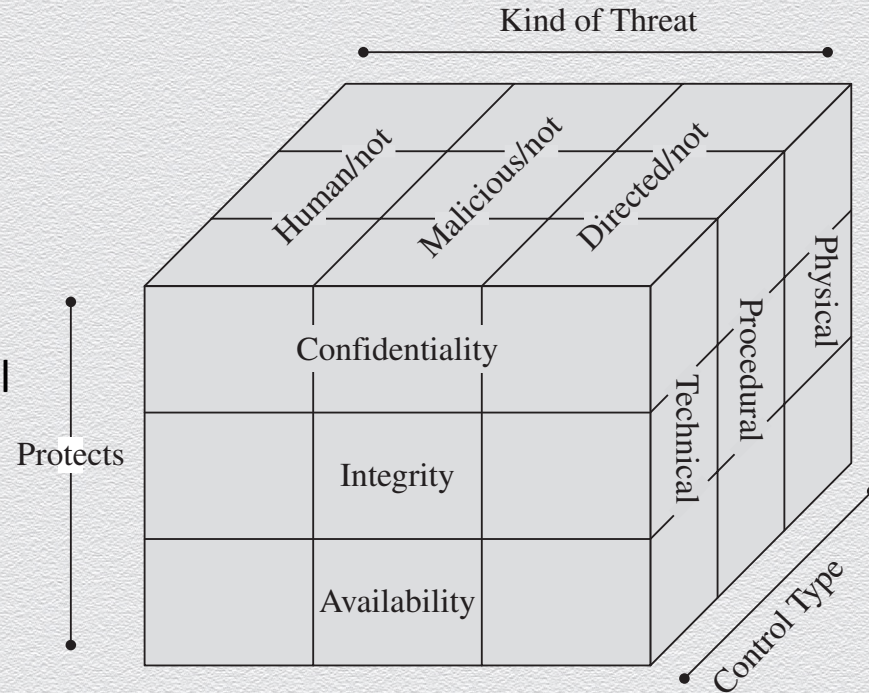 Kind of Threat
Human/not
Malicious/not
Directed/not
Confidentiality
Integrity
Availability
Protects
Technical
Procedural
Physical
Control Type